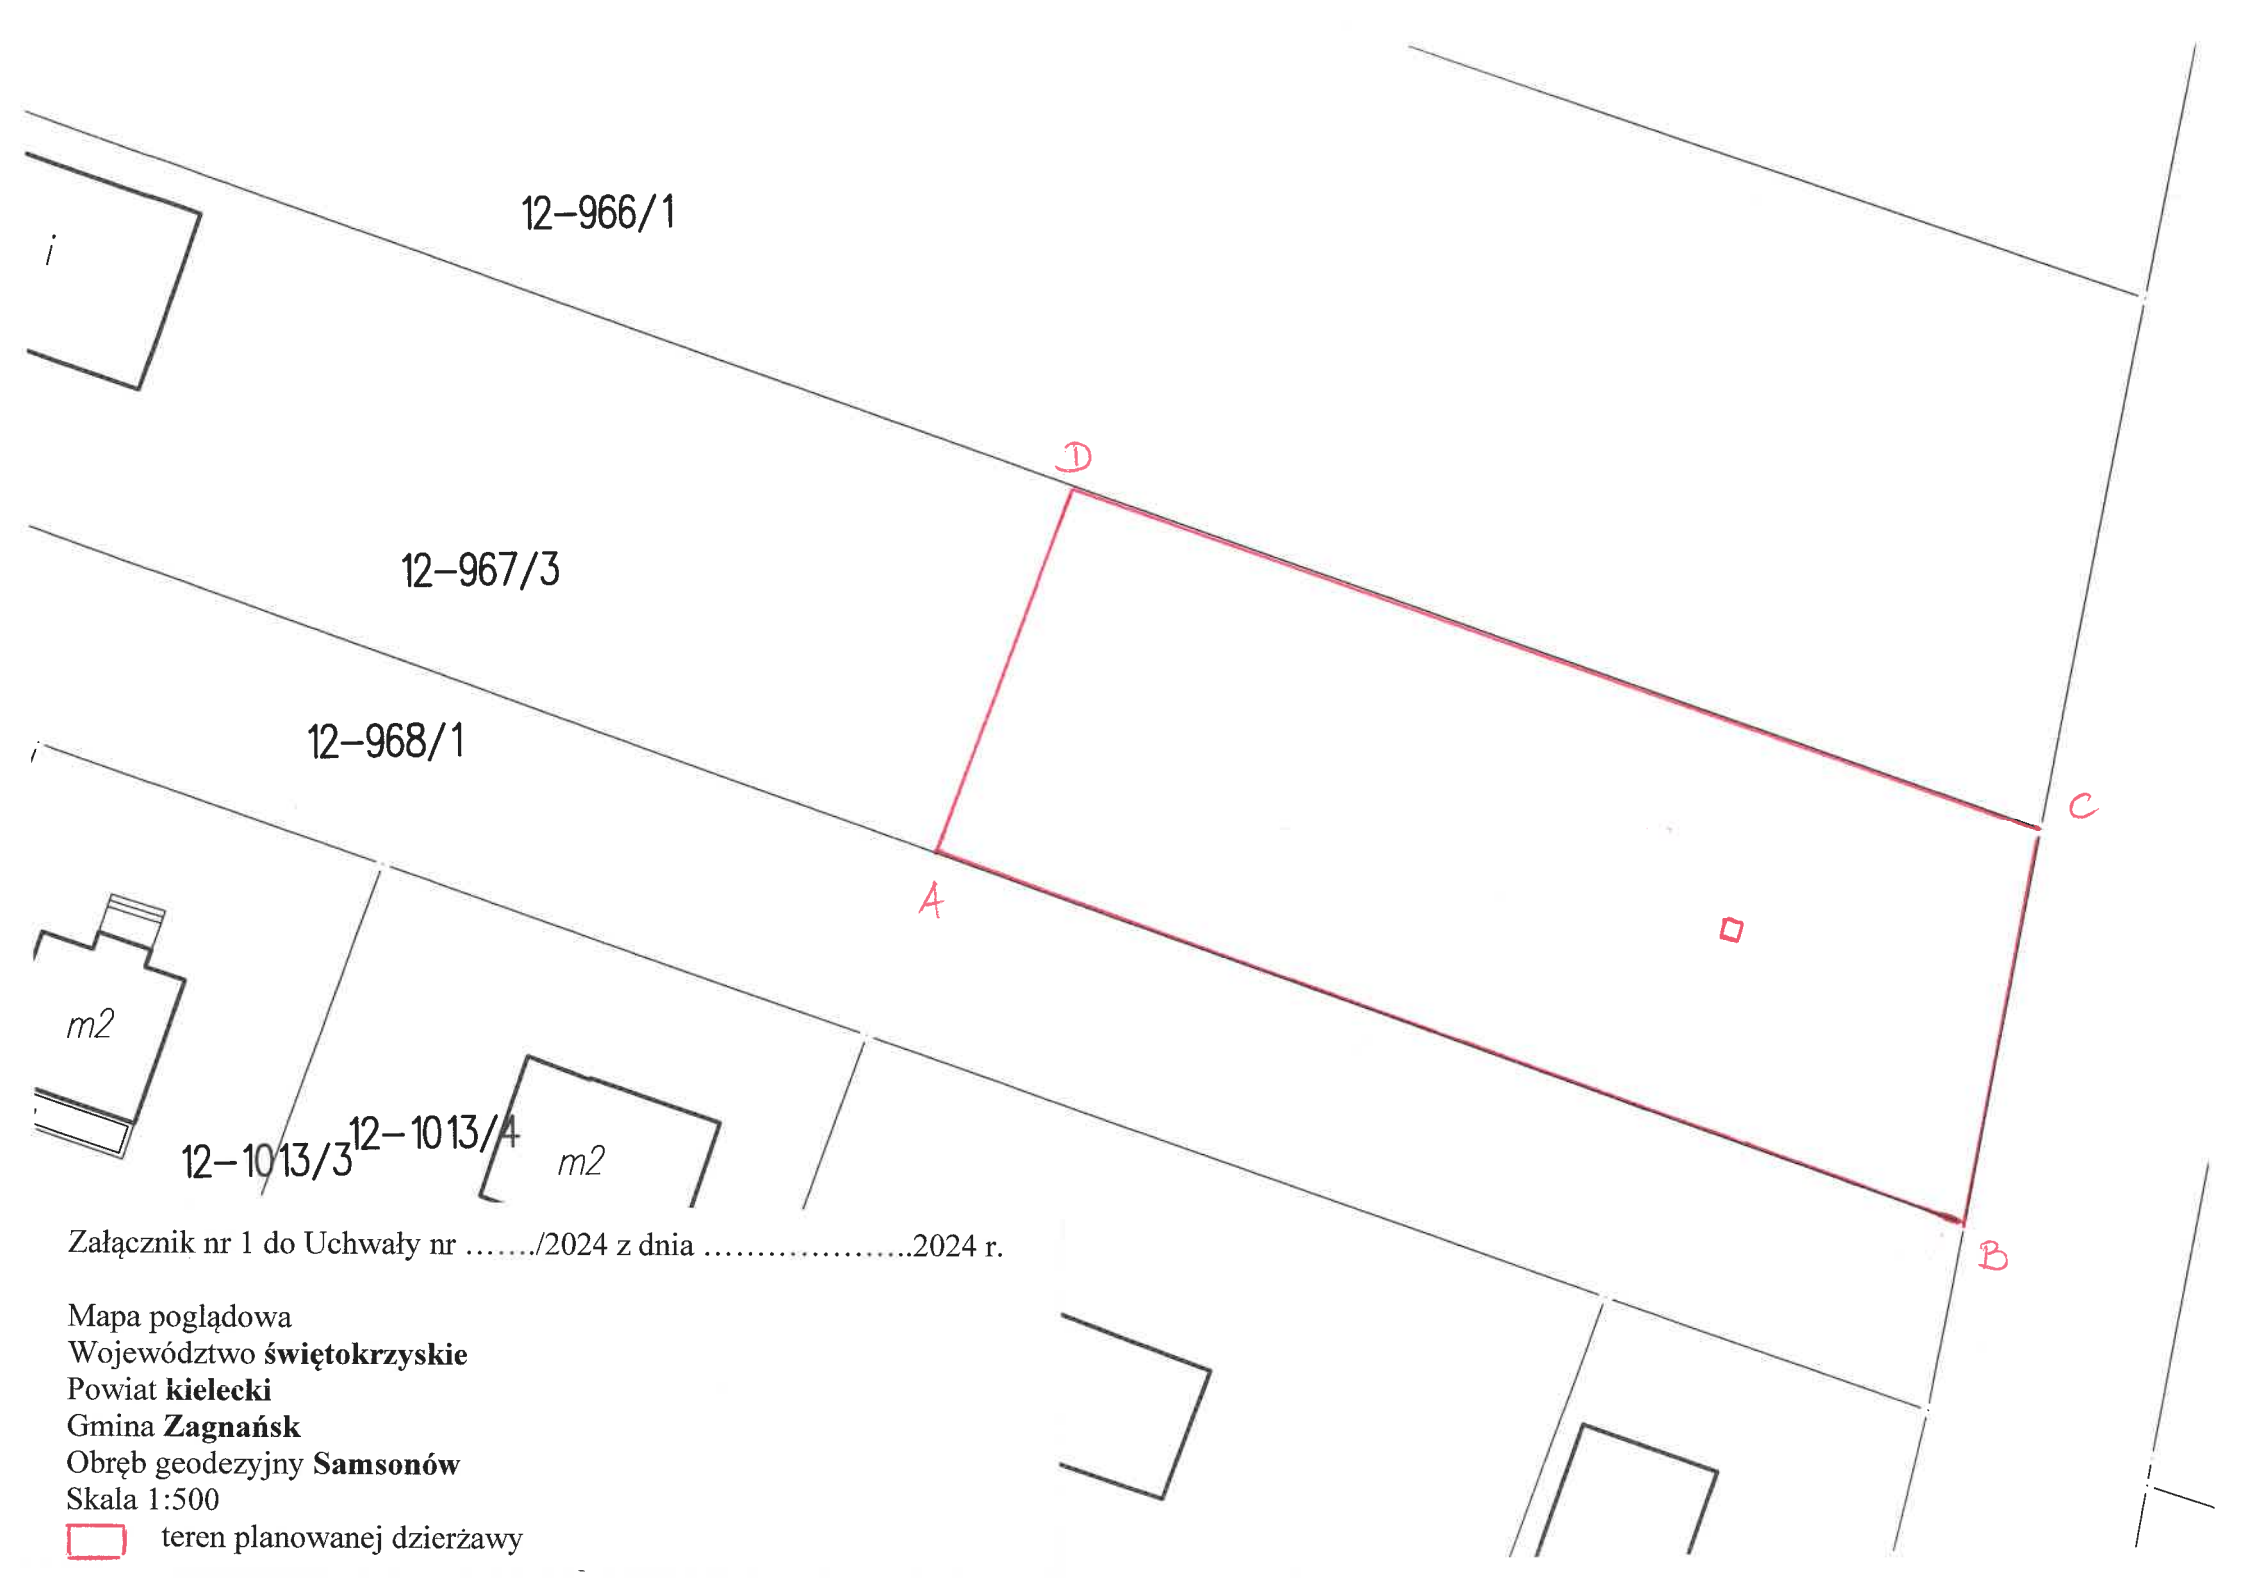 12-966/1
i
D
12-967/3
12-968/1
C
A
m2
12-1013/4
12-1013/3
m2
Załącznik nr 1 do Uchwały nr ......./2024 z dnia ......................2024 r.
B
Mapa poglądowa
Województwo świętokrzyskie
Powiat kielecki
Gmina Zagnańsk
Obręb geodezyjny Samsonów
Skala 1:500
teren planowanej dzierżawy